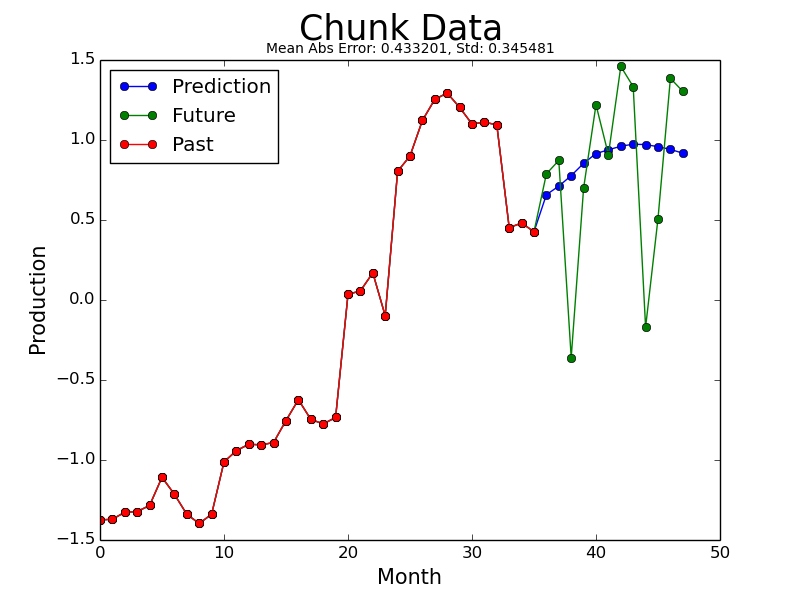 Chunk Data
Mean Abs Error: 0.433201, Std: 0.345481
Prediction
Future
Past
1.5
1.0
0.5
0.0
−0.5
−1.0
−1.5
Production
0 10 20 30 40 50
Month